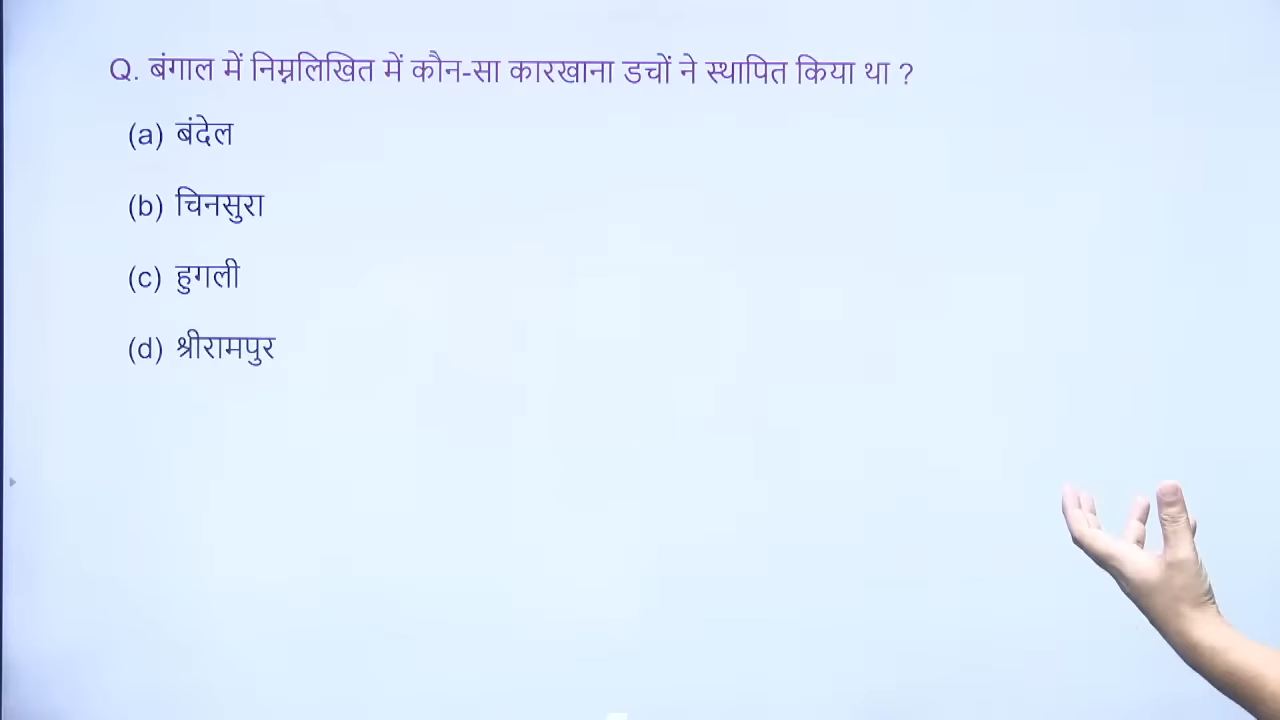 Q. बंगाल में निम्नलिखित में कौन-सा कारखाना डचों ने स्थापित किया था ?
(a) बंदेल
(b) चिनसुरा
(c) हुगली
(d) श्रीरामपुर